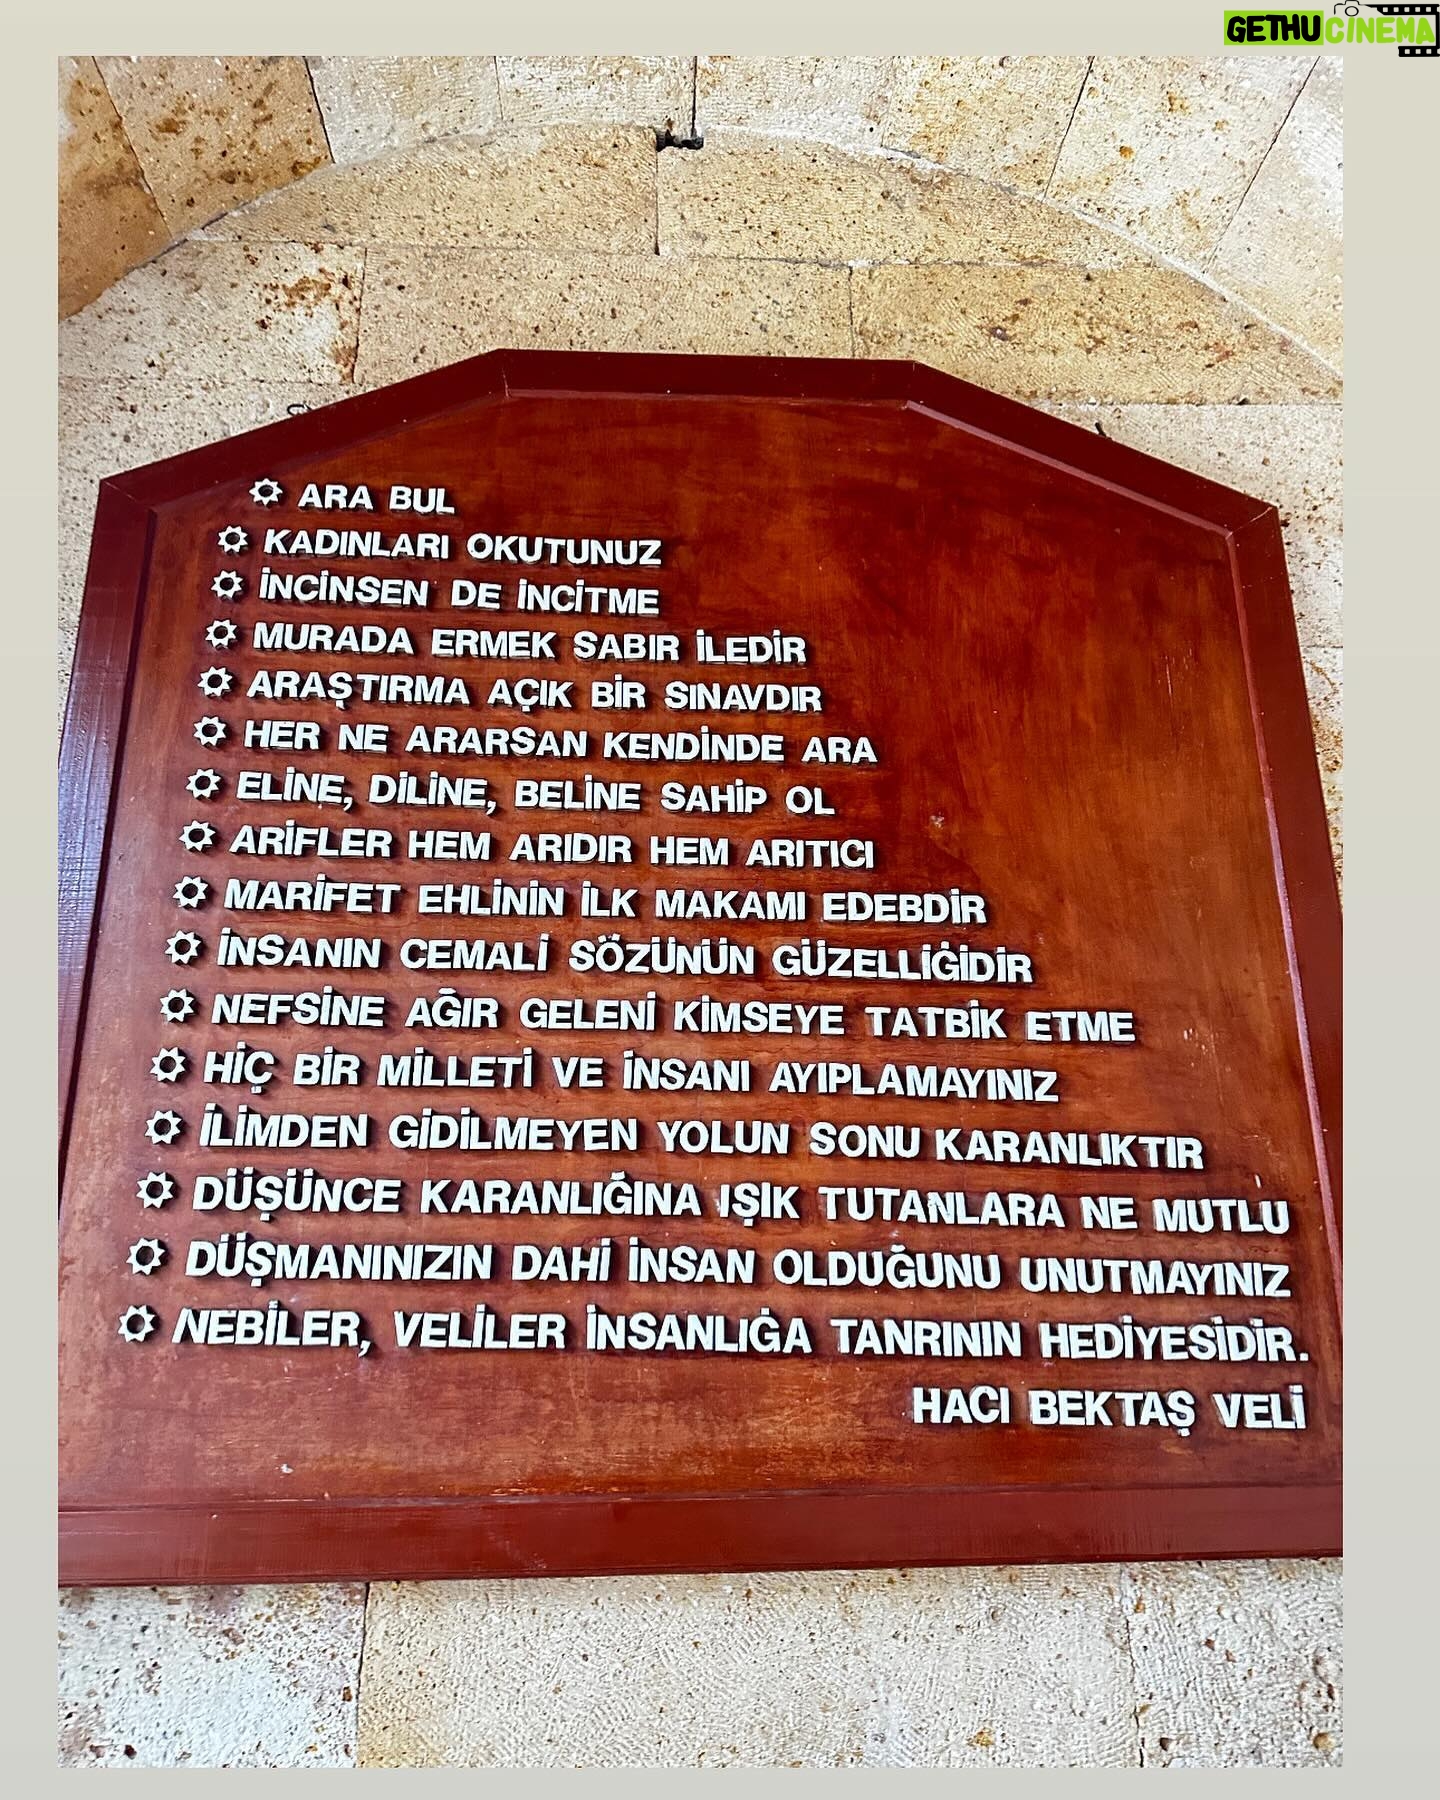 GETHUCINEMA
ARA BUL
KADINLARI OKUTUNUZ
İNCİNSEN DE İNCİTME
MURADA ERMEK SABIR İLEDİR
ARAŞTIRMA AÇIK BİR SINAVDIR
HER NE ARARSAN KENDİNDE ARA
ELİNE, DİLİNE, BELİNE SAHİP OL
ARİFLER HEM ARIDIR HEM ARITICI
MARİFET EHLİNİN İLK MAKAMI EDEBDİR
İNSANIN CEMALİ SÖZÜNÜN GÜZELLİĞİDİR
NEFSİNE AĞIR GELENİ KİMSEYE TATBİK ETME
HİÇ BİR MİLLETİ VE İNSANI AYIPLAMAYINIZ
İLİMDEN GİDİLMEYEN YOLUN SONU KARANLIKTIR
DÜŞÜNCE KARANLIĞINA IŞIK TUTANLARA NE MUTLU
DÜŞMANINIZIN DAHİ İNSAN OLDUĞUNU UNUTMAYINIZ
NEBİLER, VELİLER İNSANLIĞA TANRININ HEDİYESİDİR.
HACI BEKTAŞ VELİ